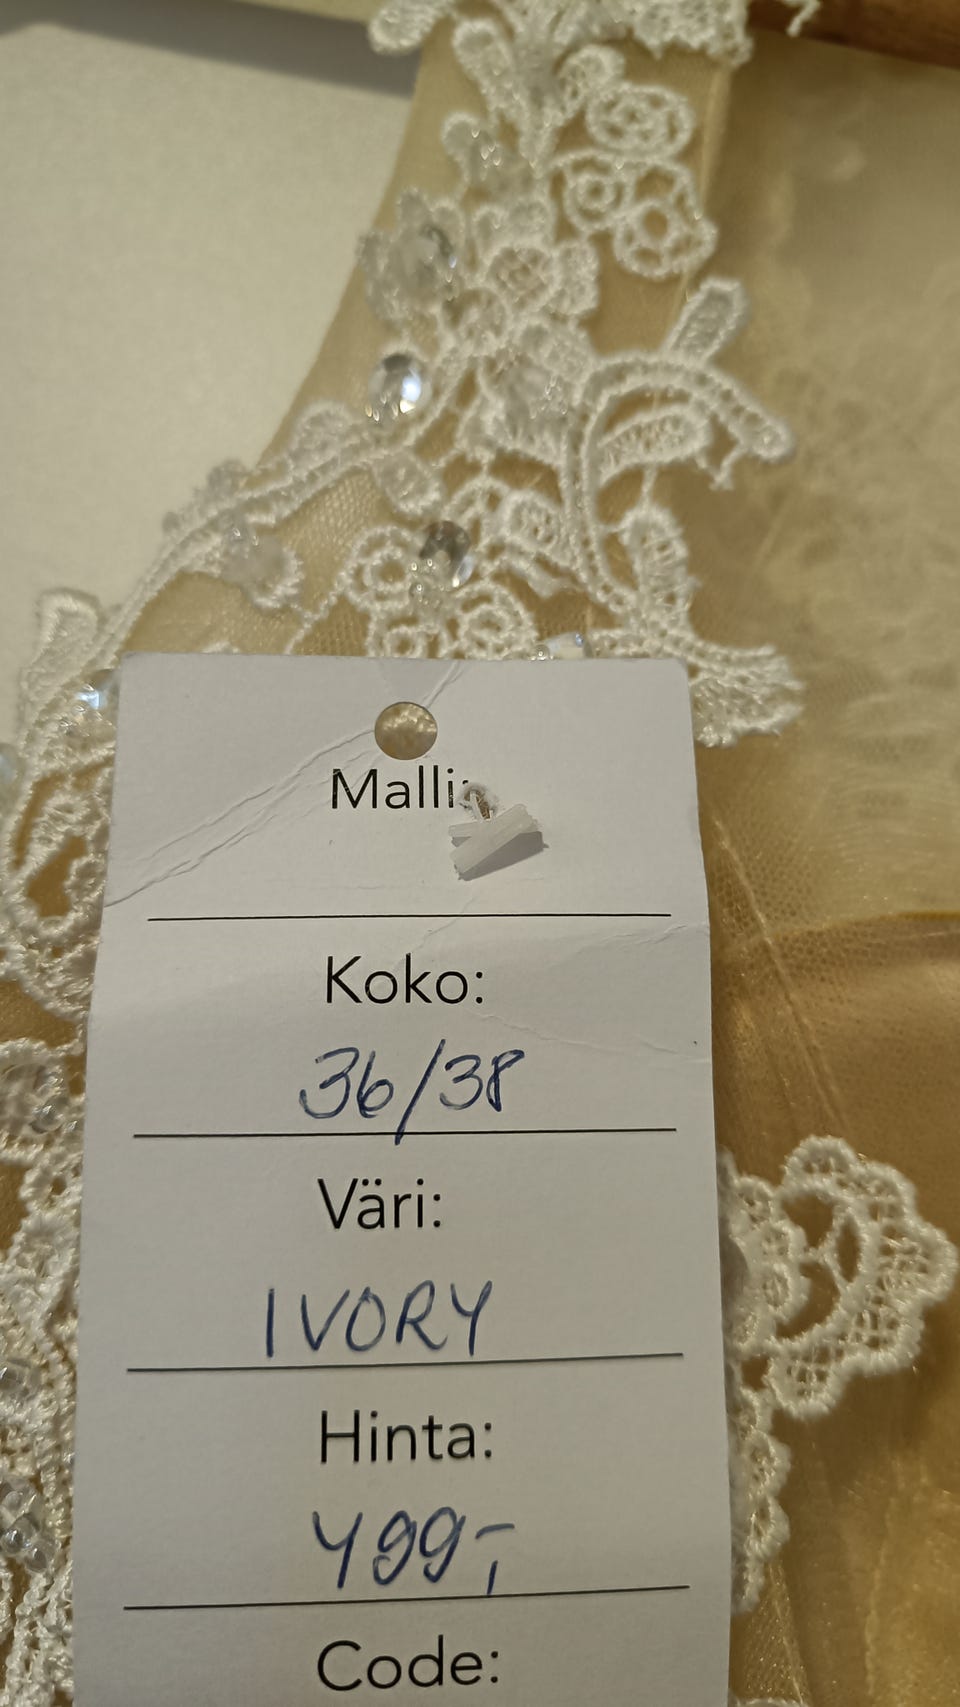 Malli:
Koko:
36/38
Väri:
IVORY
Hinta:
499,-
Code: